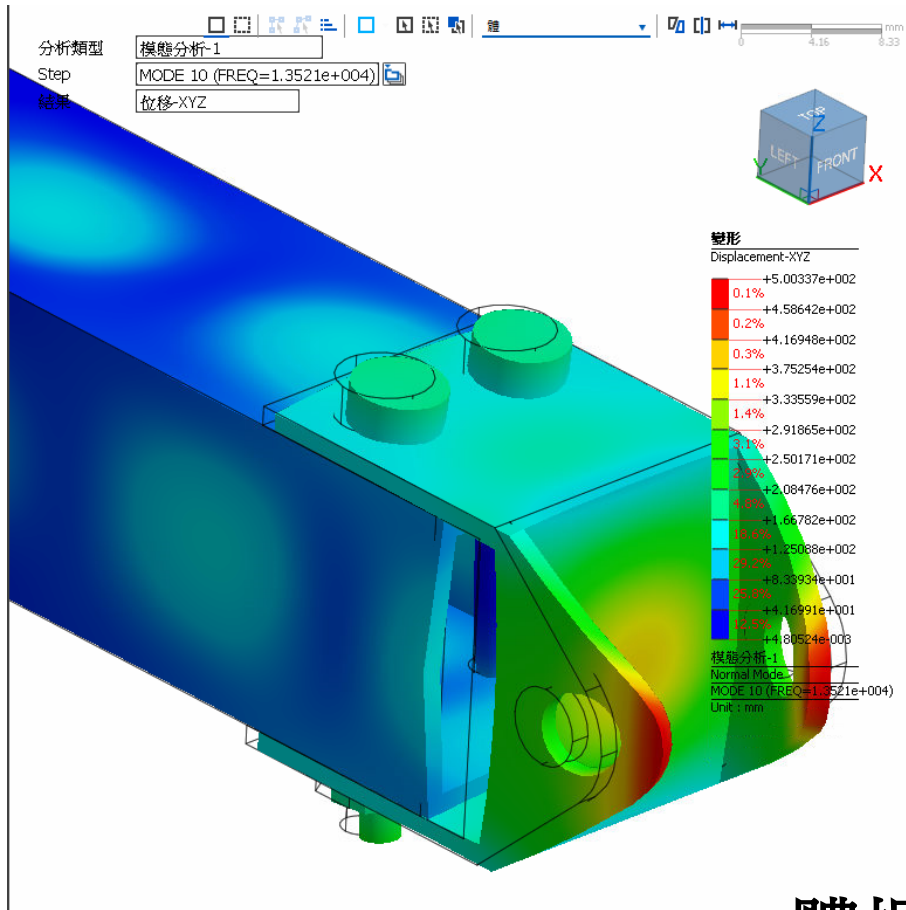 體
mm
0 4.16 8.33
分析類型 模態分析-1
Step MODE 10 (FREQ=1.3521e+004)
結果 位移-XYZ
TOP
Z
LEFT FRONT
Y X
變形
Displacement-XYZ
+5.00337e+002
0.1%
+4.58642e+002
0.2%
+4.16948e+002
0.3%
+3.75254e+002
1.1%
+3.33559e+002
1.4%
+2.91865e+002
3.1%
+2.50171e+002
+2.08476e+002
4.8%
+1.66782e+002
+1.25088e+002
+8.33934e+001
+4.16991e+001
+4.80524e-003
模態分析-1
Normal Mode
MODE 10 (FREQ=1.3521e+004)
Unit : mm